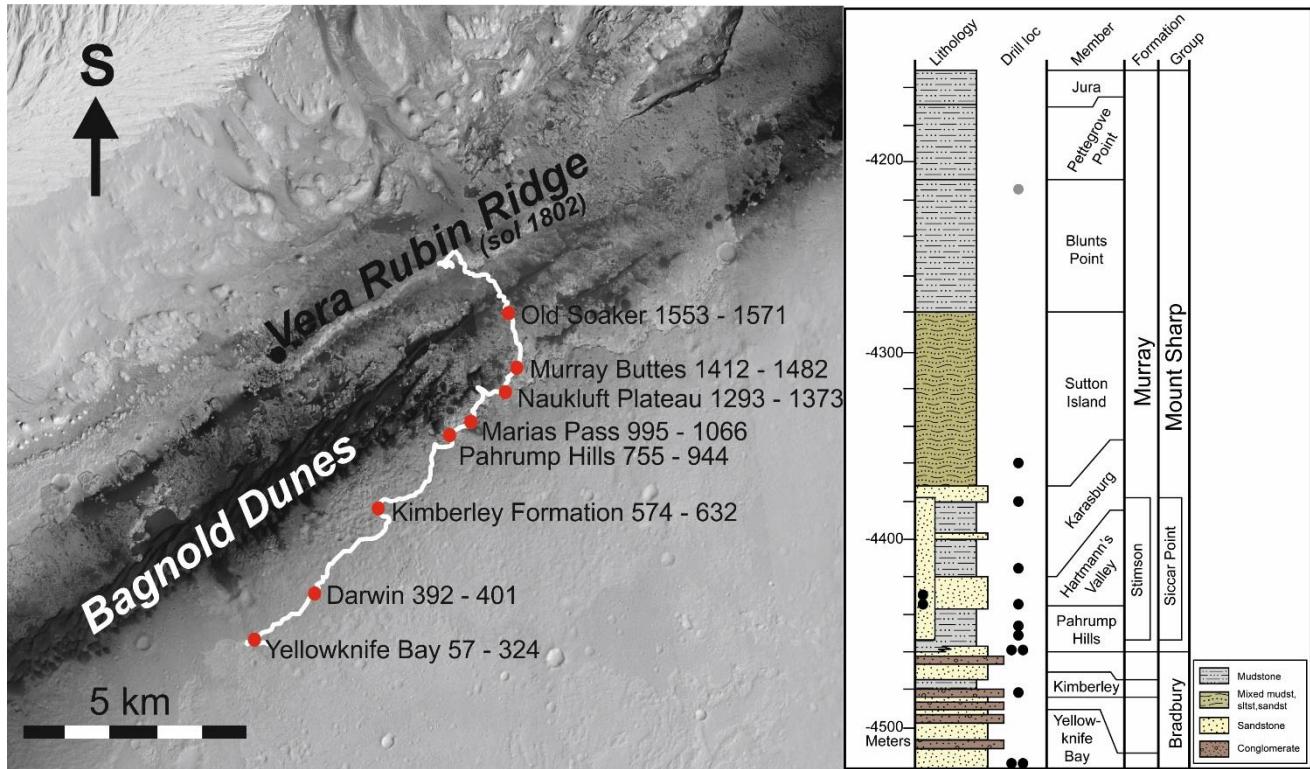 S
Vera Rubin Ridge
(sol 1802)
Old Soaker 1553 - 1571
Murray Buttes 1412 - 1482
Naukluft Plateau 1293 - 1373
Marias Pass 995 - 1066
Pahrump Hills 755 - 944
Kimberley Formation 574 - 632
Bagnold Dunes
Darwin 392 - 401
Yellowknife Bay 57 - 324
5 km
Lithology
Drill loc
Member
Formation
Group
Jura
Pettegrove
Point
-4200
Blunts
Point
-4300
Sutton
Island
Murray
Mount Sharp
Karasburg
-4400
Hartmann's
Valley
Stimson
Siccar Point
Pahrump
Hills
Kimberley
Yellow-
knife
Bay
Bradbury
-4500
Meters
Mudstone
Mixed mudst,
sltst,sandst
Sandstone
Conglomerate